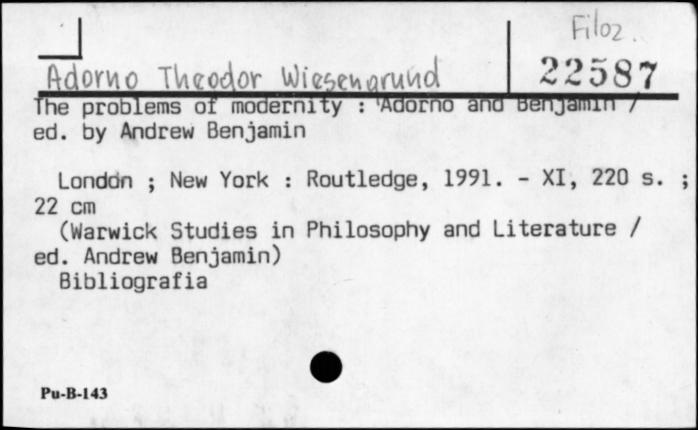 Filoz.
22587
Adorno Theodor Wiesengrund
The problems of modernity : Adorno and Benjamin /
ed. by Andrew Benjamin
London ; New York : Routledge, 1991. - XI, 220 s. ;
22 cm
(Warwick Studies in Philosophy and Literature /
ed. Andrew Benjamin)
Bibliografia
Pu-B-143